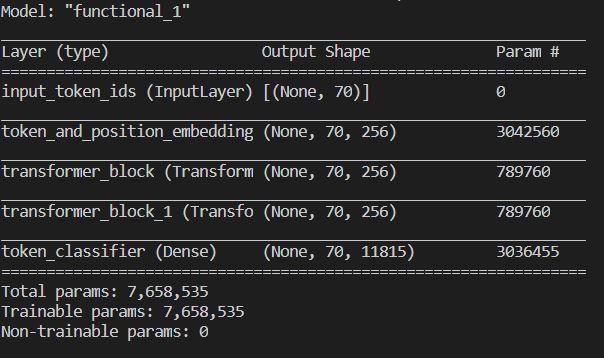 Model: "functional_1"
Layer (type) Output Shape Param #
input_token_ids (InputLayer) [(None, 70)] 0
token_and_position_embedding (None, 70, 256) 3042560
transformer_block (Transform (None, 70, 256) 789760
transformer_block_1 (Transfo (None, 70, 256) 789760
token_classifier (Dense) (None, 70, 11815) 3036455
Total params: 7,658,535
Trainable params: 7,658,535
Non-trainable params: 0